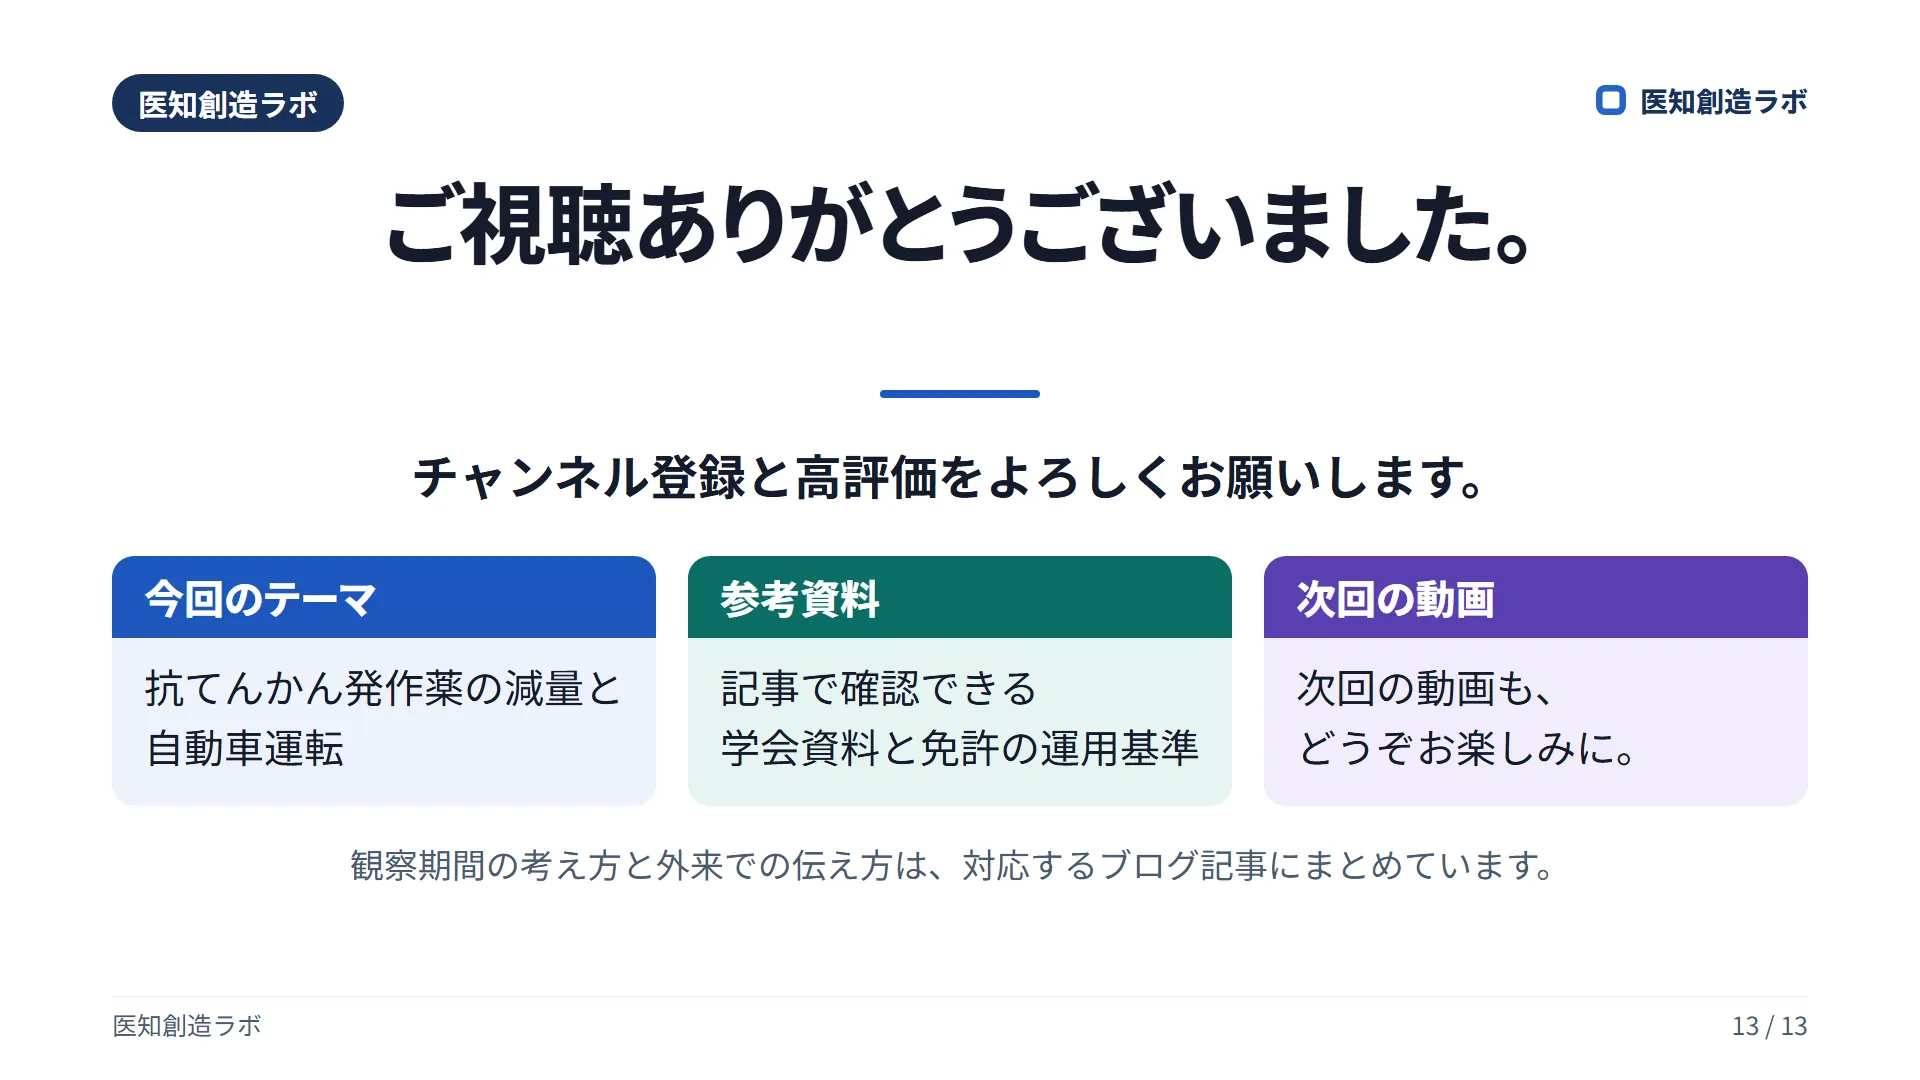 医知創造ラボ
医知創造ラボ
ご視聴ありがとうございました。
チャンネル登録と高評価をよろしくお願いします。
今回のテーマ
抗てんかん発作薬の減量と
自動車運転
参考資料
記事で確認できる
学会資料と免許の運用基準
次回の動画
次回の動画も、
どうぞお楽しみに。
観察期間の考え方と外来での伝え方は、対応するブログ記事にまとめています。
医知創造ラボ
13 / 13